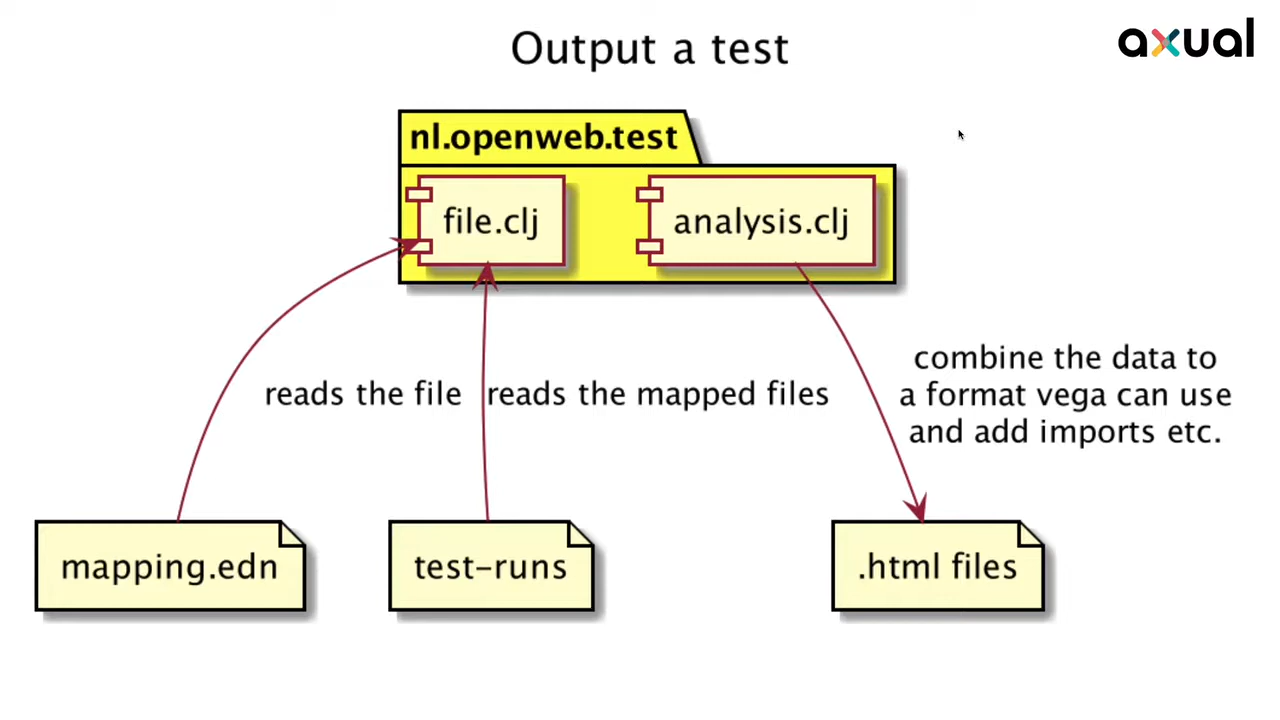 Output a test
axual
nl.openweb.test
file.clj
analysis.clj
reads the file
reads the mapped files
combine the data to
a format vega can use
and add imports etc.
mapping.edn
test-runs
.html files